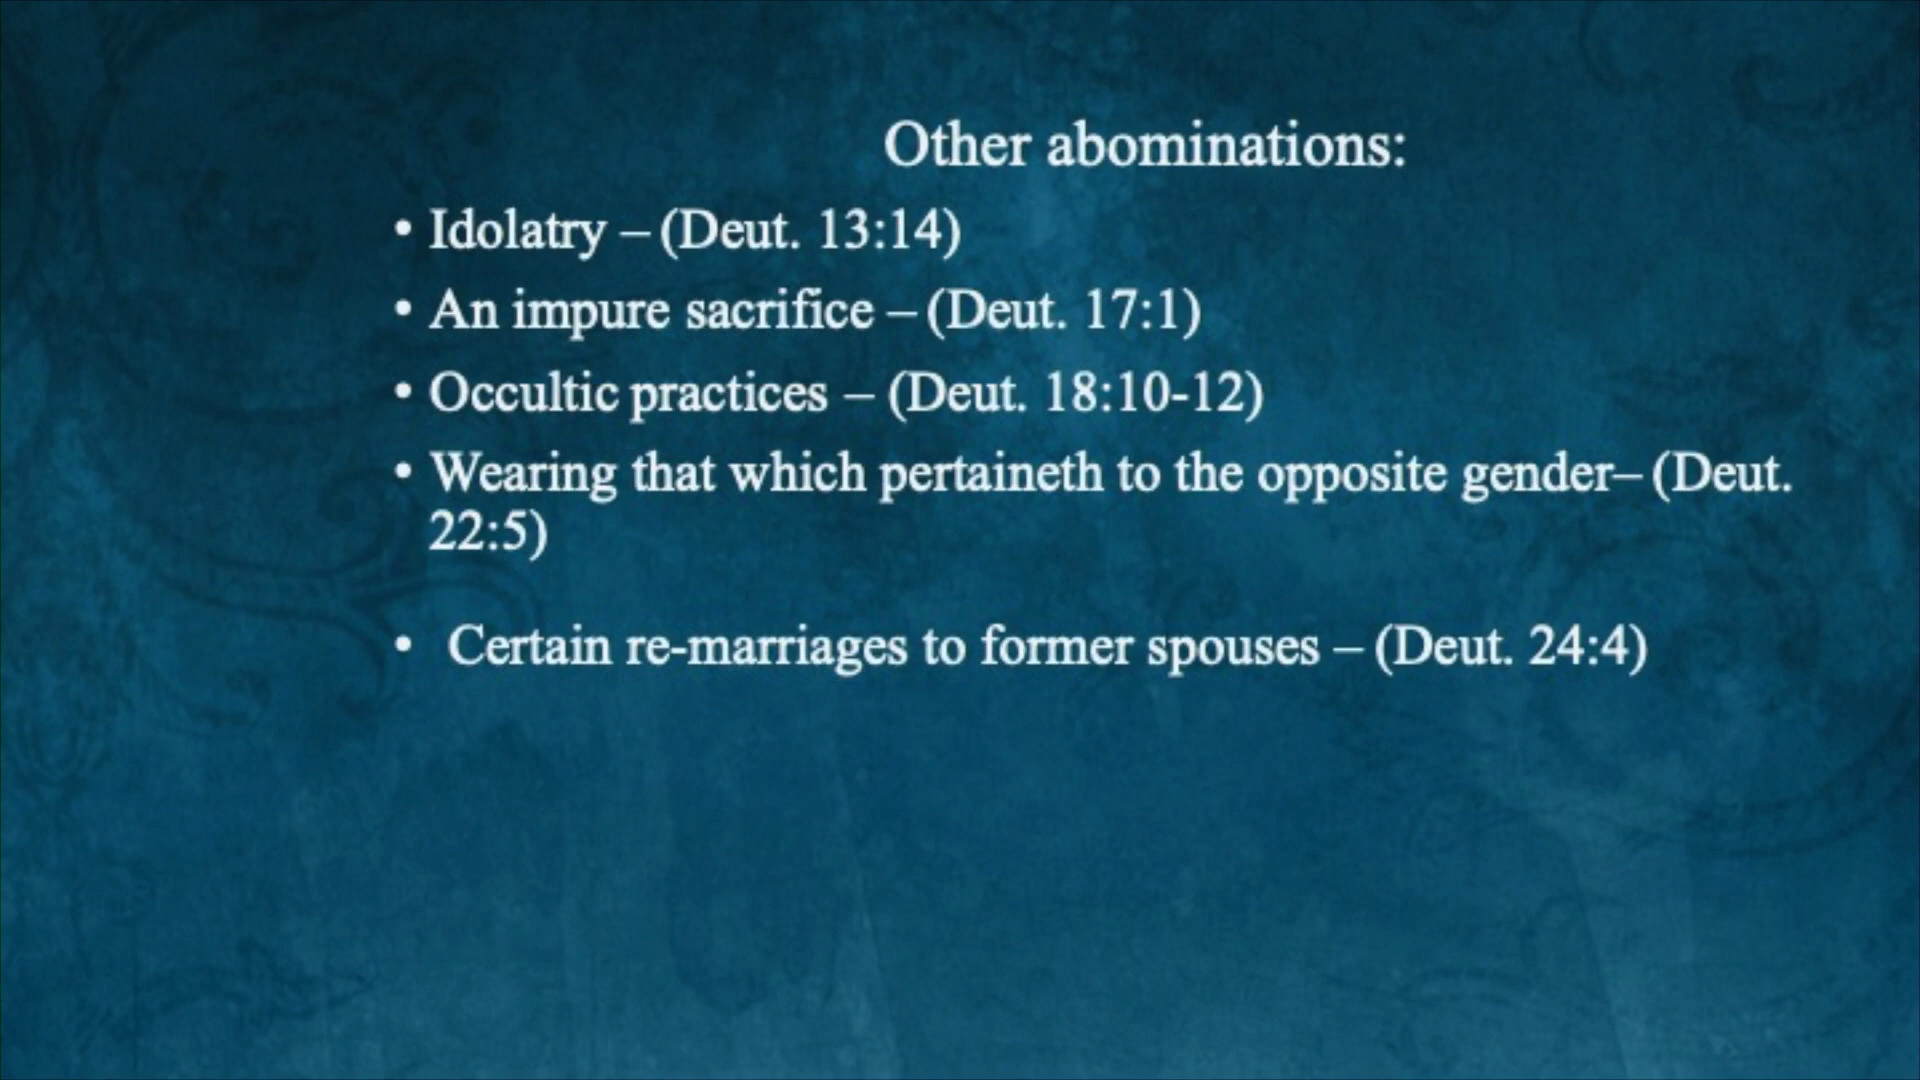 Other abominations:
• Idolatry – (Deut. 13:14)
• An impure sacrifice – (Deut. 17:1)
• Occultic practices – (Deut. 18:10-12)
• Wearing that which pertaineth to the opposite gender– (Deut.
22:5)
• Certain re-marriages to former spouses – (Deut. 24:4)